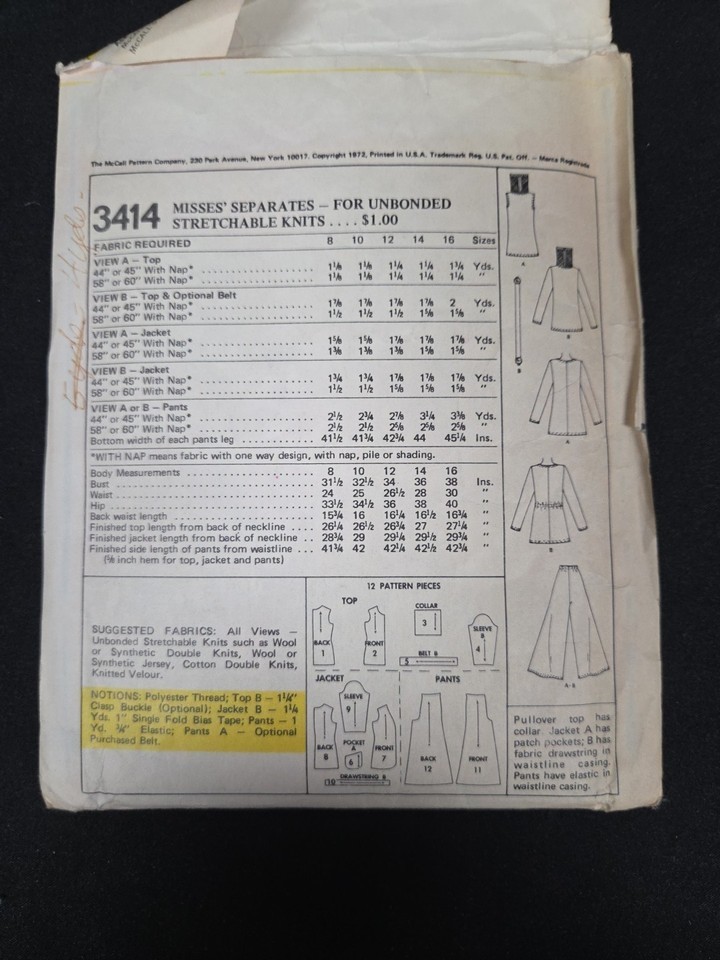 McCALL
The McCall Pattern Company, 230 Park Avenue, New York 10017, Copyright 1972, Printed in U.S.A. Trademark Reg. U.S. Pat. Off. – Marca Registrada
3414 MISSES' SEPARATES – FOR UNBONDED
STRETCHABLE KNITS .... $1.00
FABRIC REQUIRED 8 10 12 14 16 Sizes
VIEW A – Top
44" or 45" With Nap* 1⅛ 1⅛ 1¼ 1¼ 1¾ Yds.
58" or 60" With Nap* 1⅛ 1⅛ 1¼ 1¼ 1¼ "
VIEW B – Top & Optional Belt
44" or 45" With Nap* 1⅞ 1⅞ 1⅞ 1⅞ 2 Yds.
58" or 60" With Nap* 1½ 1½ 1½ 1⅝ 1⅝ "
VIEW A – Jacket
44" or 45" With Nap* 1⅝ 1⅝ 1⅞ 1⅞ 1⅞ Yds.
58" or 60" With Nap* 1⅜ 1⅜ 1⅜ 1⅝ 1⅝ "
VIEW B – Jacket
44" or 45" With Nap* 1¾ 1¾ 1⅞ 1⅞ 1⅞ Yds.
58" or 60" With Nap* 1½ 1½ 1⅝ 1⅝ 1⅝ "
VIEW A or B – Pants
44" or 45" With Nap* 2½ 2¾ 2⅞ 3¼ 3⅜ Yds.
58" or 60" With Nap* 2½ 2½ 2⅝ 2⅝ 2⅝ "
Bottom width of each pants leg 41½ 41¾ 42¾ 44 45¼ Ins.
*WITH NAP means fabric with one way design, with nap, pile or shading.
Body Measurements 8 10 12 14 16
Bust 31½ 32½ 34 36 38 Ins.
Waist 24 25 26½ 28 30 "
Hip 33½ 34½ 36 38 40 "
Back waist length 15¾ 16 16¼ 16½ 16¾ "
Finished top length from back of neckline ... 26¼ 26½ 26¾ 27 27¼ "
Finished jacket length from back of neckline .. 28¾ 29 29¼ 29½ 29¾ "
Finished side length of pants from waistline ... 41¾ 42 42¼ 42½ 42¾ "
(⅝ inch hem for top, jacket and pants)
A
B
B
A
B
A - B
SUGGESTED FABRICS: All Views –
Unbonded Stretchable Knits such as Wool
or Synthetic Double Knits, Wool or
Synthetic Jersey, Cotton Double Knits,
Knitted Velour.
NOTIONS: Polyester Thread; Top B – 1¼"
Clasp Buckle (Optional); Jacket B – 1¼
Yds. 1" Single Fold Bias Tape; Pants – 1
Yd. ¾" Elastic; Pants A – Optional
Purchased Belt.
12 PATTERN PIECES
TOP
BACK
1
FRONT
2
COLLAR
3
BELT B
5
SLEEVE
B
4
JACKET
BACK
8
SLEEVE
9
POCKET
A
6
FRONT
7
DRAWSTRING B
10
PANTS
BACK
12
FRONT
11
Pullover top has
collar. Jacket A has
patch pockets; B has
fabric drawstring in
waistline casing.
Pants have elastic in
waistline casing.